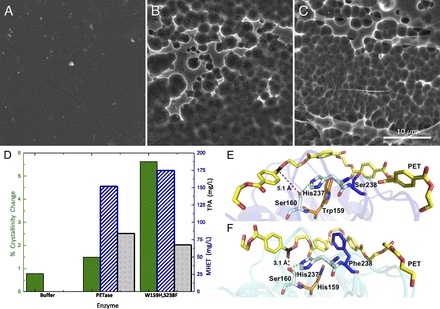 A
B
C
10 µm
D
% Crystallinity Change
6
5
4
3
2
1
0
200
175
150
125
100
75
50
25
0
MHET (mg/L)
TPA (mg/L)
Buffer
PETase
W159H,S238F
Enzyme
E
PET
5.1 Å
Ser238
His237
Ser160
Trp159
F
3.1 Å
Phe238
His237
Ser160
His159
PET